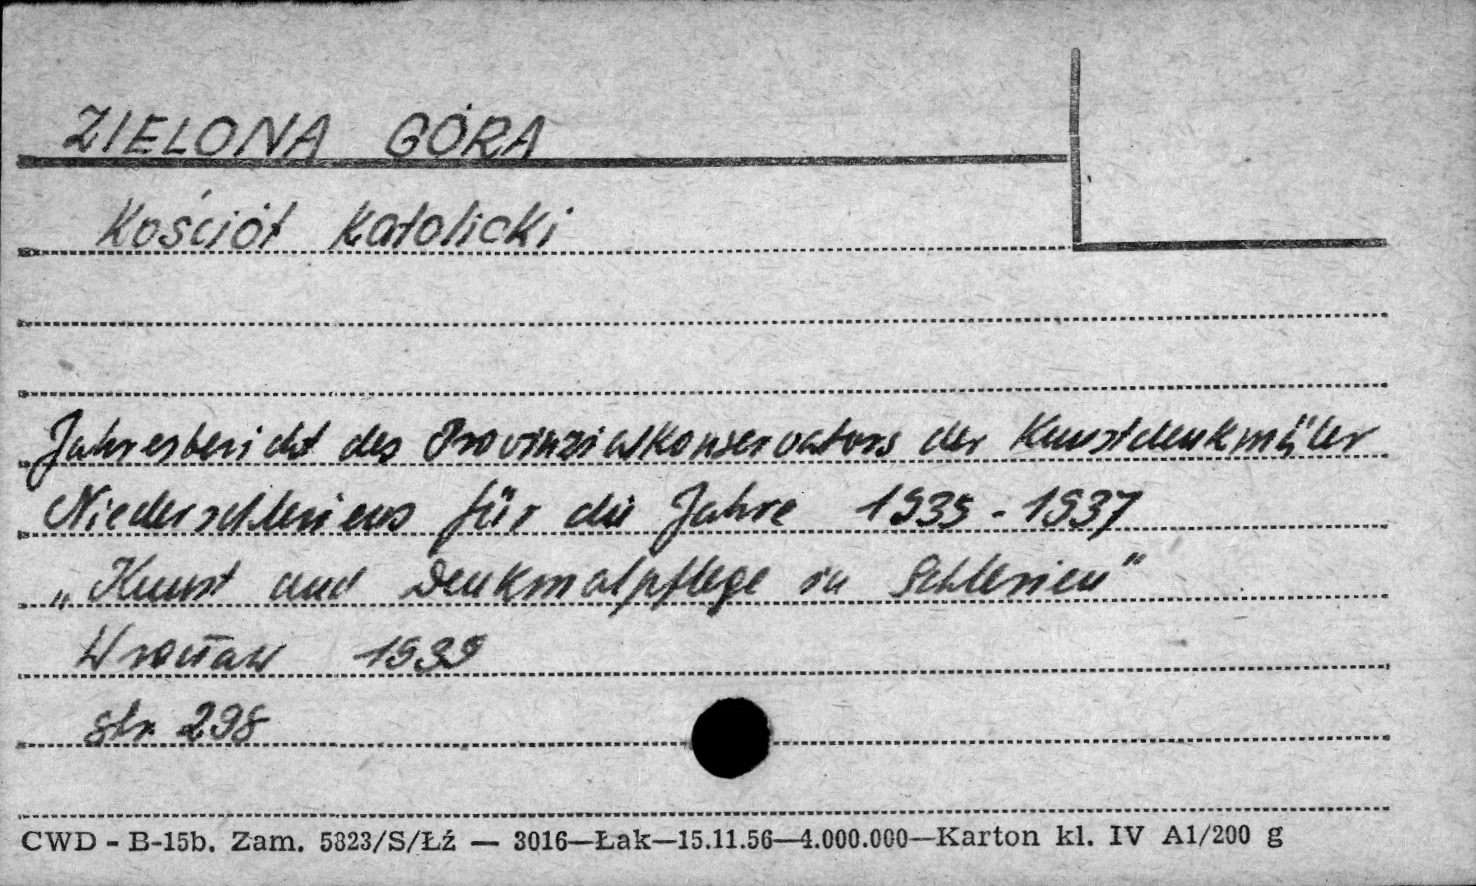 ZIELONA GÓRA
Kościół Katolicki
Jahresbericht des Provinzialkonservators der Kunstdenkmäler
Niederschlesiens für die Jahre 1935-1937
„Kunst und Denkmalpflege in Schlesien"
Wrocław 1939
str. 298
CWD - B-15b. Zam. 5823/S/Łź — 3016—Łak—15.11.56—4.000.000—Karton kl. IV A1/200 g